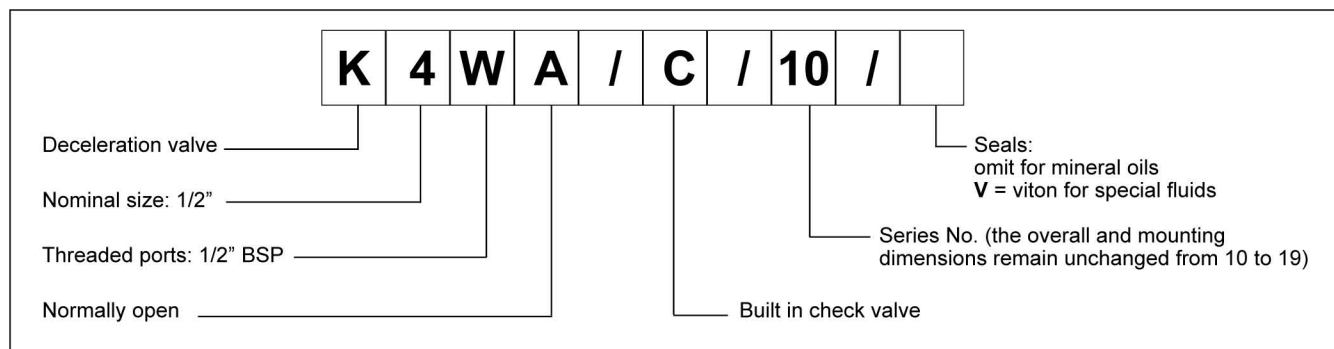 K 4 W A / C / 10 /
Deceleration valve
Nominal size: 1/2”
Threaded ports: 1/2” BSP
Normally open
Seals:
omit for mineral oils
V = viton for special fluids
Series No. (the overall and mounting
dimensions remain unchanged from 10 to 19)
Built in check valve